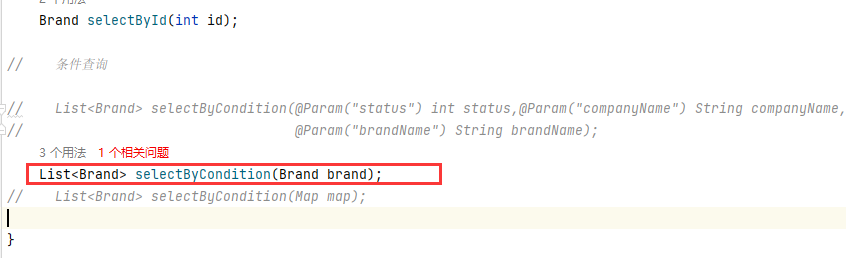 2 个用法
Brand selectById(int id);
// 条件查询
// List<Brand> selectByCondition(@Param("status") int status,@Param("companyName") String companyName,
// @Param("brandName") String brandName);
3 个用法 1 个相关问题
List<Brand> selectByCondition(Brand brand);
// List<Brand> selectByCondition(Map map);
}